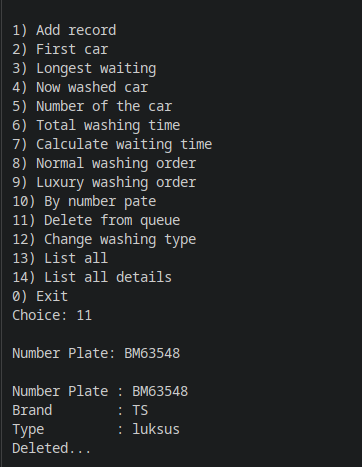 1) Add record
2) First car
3) Longest waiting
4) Now washed car
5) Number of the car
6) Total washing time
7) Calculate waiting time
8) Normal washing order
9) Luxury washing order
10) By number pate
11) Delete from queue
12) Change washing type
13) List all
14) List all details
0) Exit
Choice: 11
Number Plate: BM63548
Number Plate : BM63548
Brand : TS
Type : luksus
Deleted...